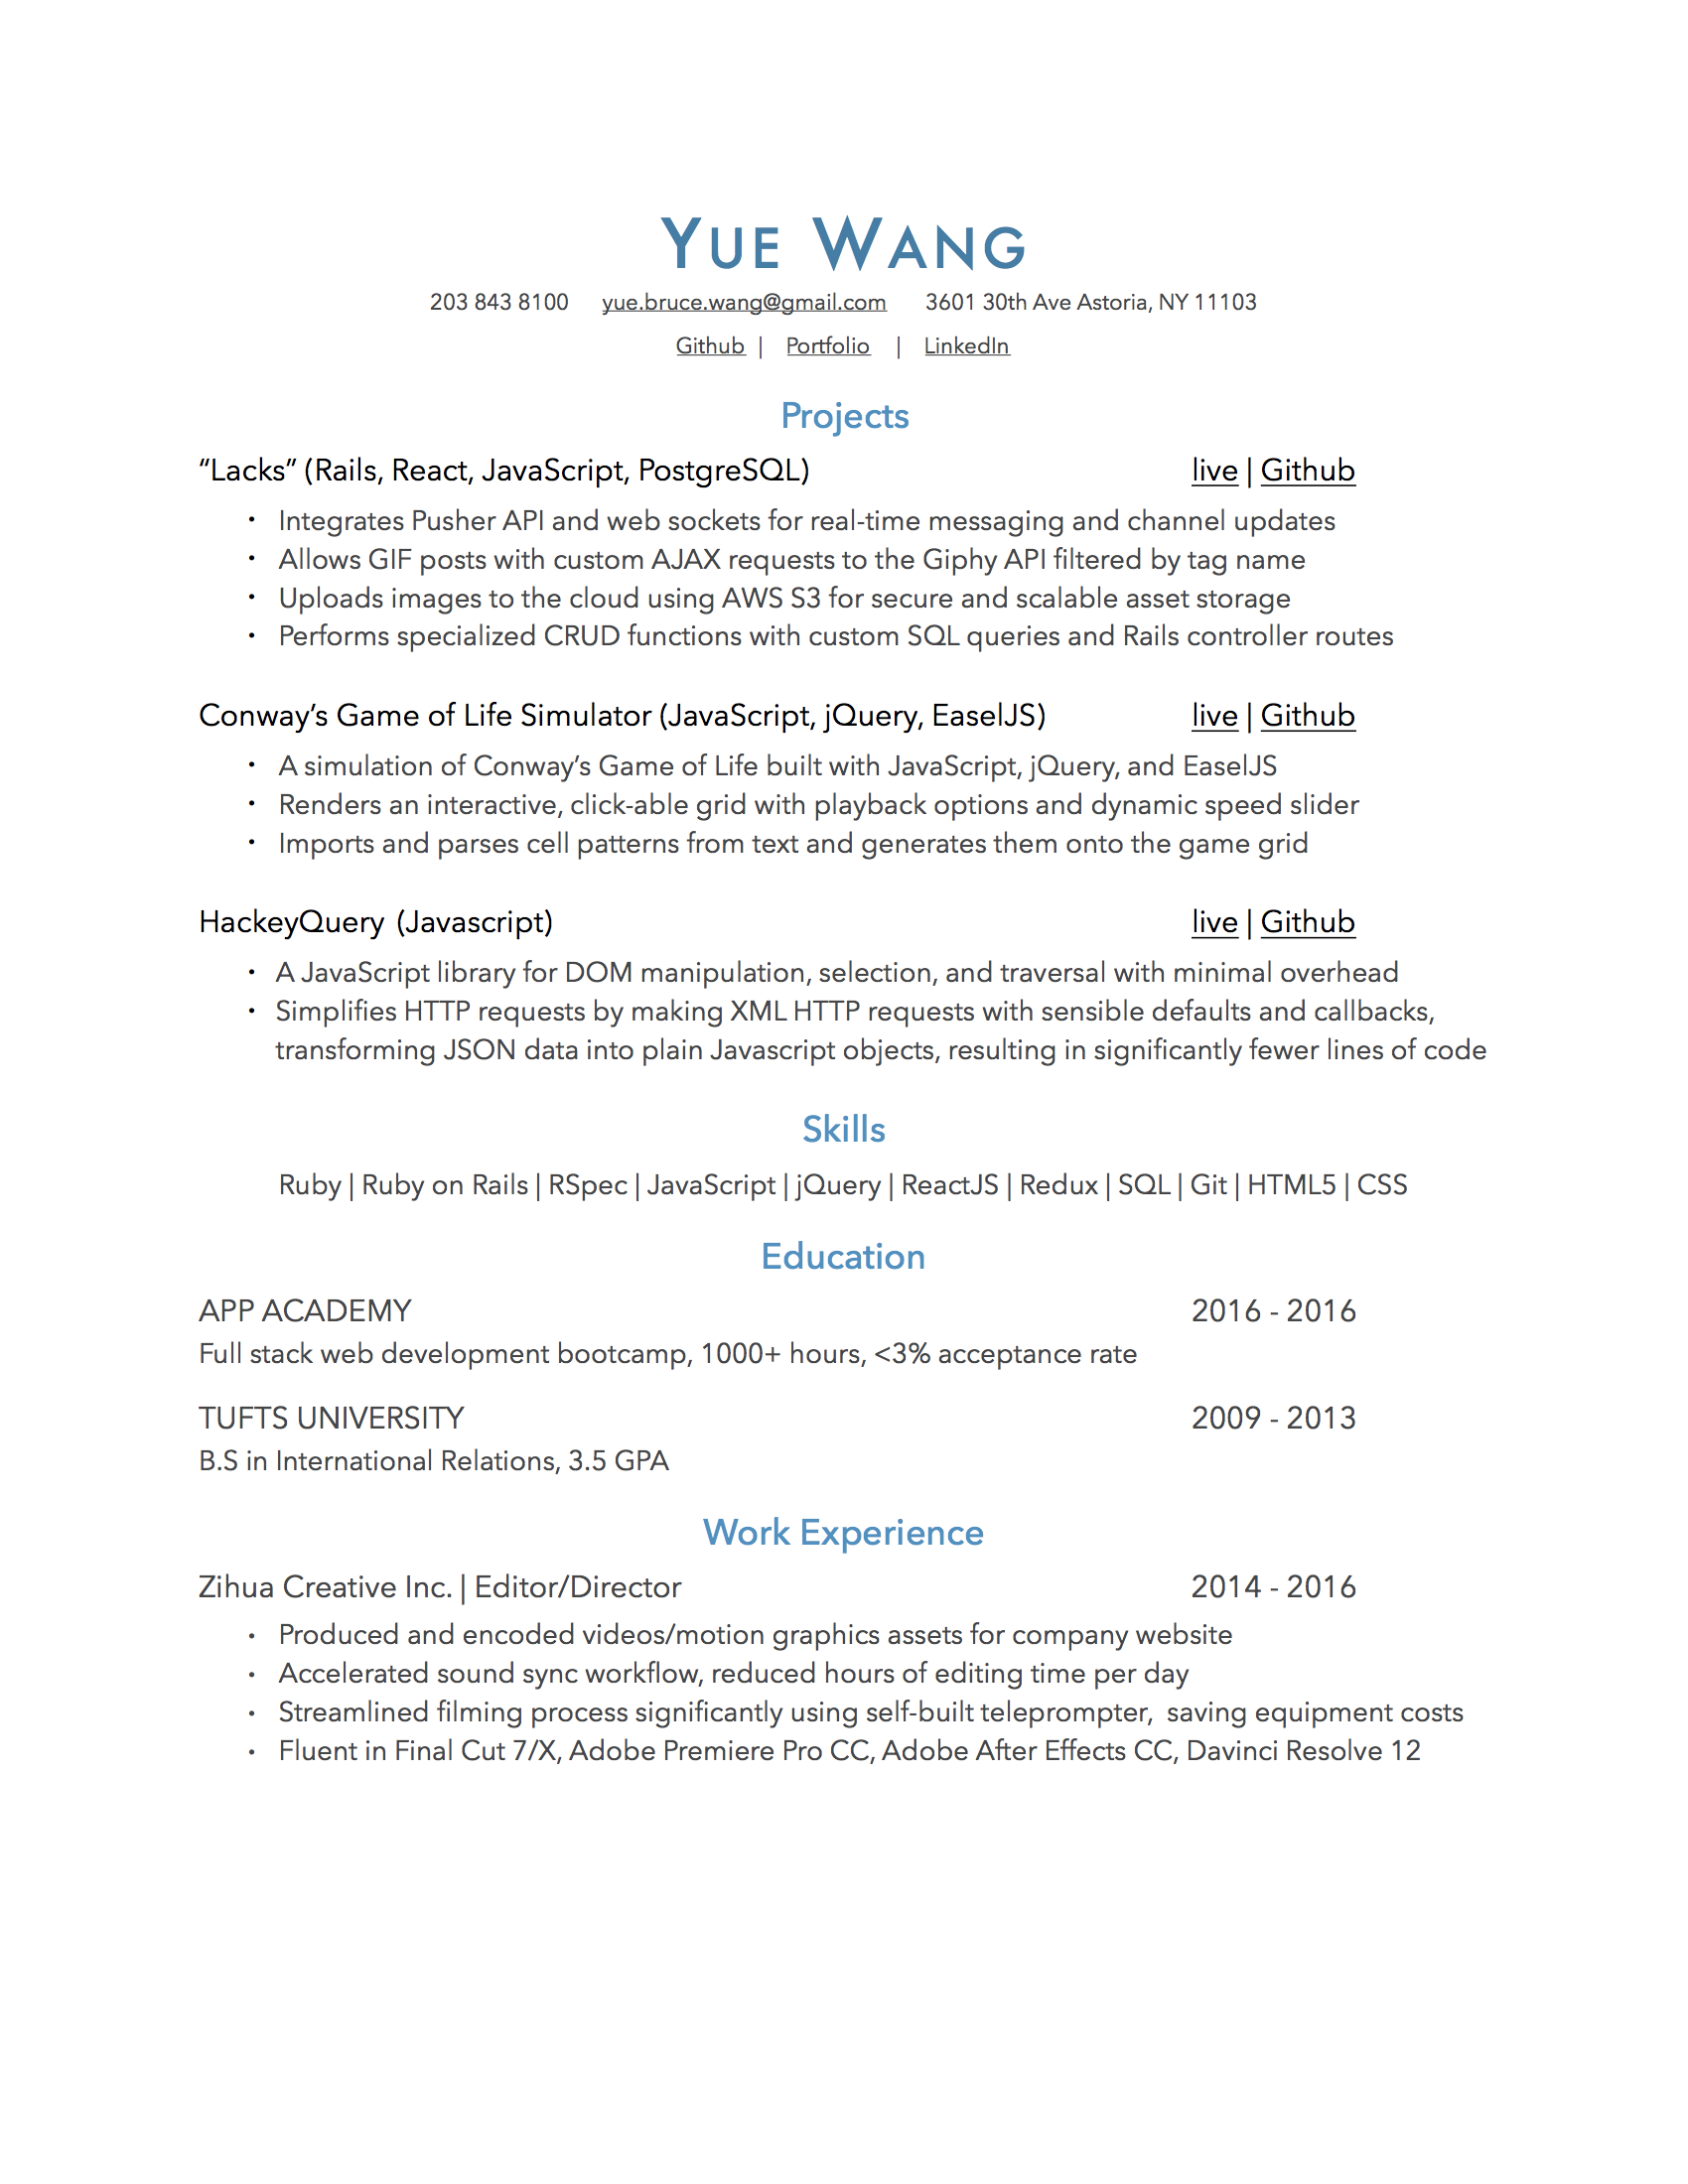 YUE WANG
203 843 8100 yue.bruce.wang@gmail.com 3601 30th Ave Astoria, NY 11103
Github | Portfolio | LinkedIn
Projects
“Lacks” (Rails, React, JavaScript, PostgreSQL) live | Github
• Integrates Pusher API and web sockets for real-time messaging and channel updates
• Allows GIF posts with custom AJAX requests to the Giphy API filtered by tag name
• Uploads images to the cloud using AWS S3 for secure and scalable asset storage
• Performs specialized CRUD functions with custom SQL queries and Rails controller routes
Conway’s Game of Life Simulator (JavaScript, jQuery, EaselJS) live | Github
• A simulation of Conway’s Game of Life built with JavaScript, jQuery, and EaselJS
• Renders an interactive, click-able grid with playback options and dynamic speed slider
• Imports and parses cell patterns from text and generates them onto the game grid
HackeyQuery (Javascript) live | Github
• A JavaScript library for DOM manipulation, selection, and traversal with minimal overhead
• Simplifies HTTP requests by making XML HTTP requests with sensible defaults and callbacks,
transforming JSON data into plain Javascript objects, resulting in significantly fewer lines of code
Skills
Ruby | Ruby on Rails | RSpec | JavaScript | jQuery | ReactJS | Redux | SQL | Git | HTML5 | CSS
Education
APP ACADEMY 2016 - 2016
Full stack web development bootcamp, 1000+ hours, <3% acceptance rate
TUFTS UNIVERSITY 2009 - 2013
B.S in International Relations, 3.5 GPA
Work Experience
Zihua Creative Inc. | Editor/Director 2014 - 2016
• Produced and encoded videos/motion graphics assets for company website
• Accelerated sound sync workflow, reduced hours of editing time per day
• Streamlined filming process significantly using self-built teleprompter, saving equipment costs
• Fluent in Final Cut 7/X, Adobe Premiere Pro CC, Adobe After Effects CC, Davinci Resolve 12